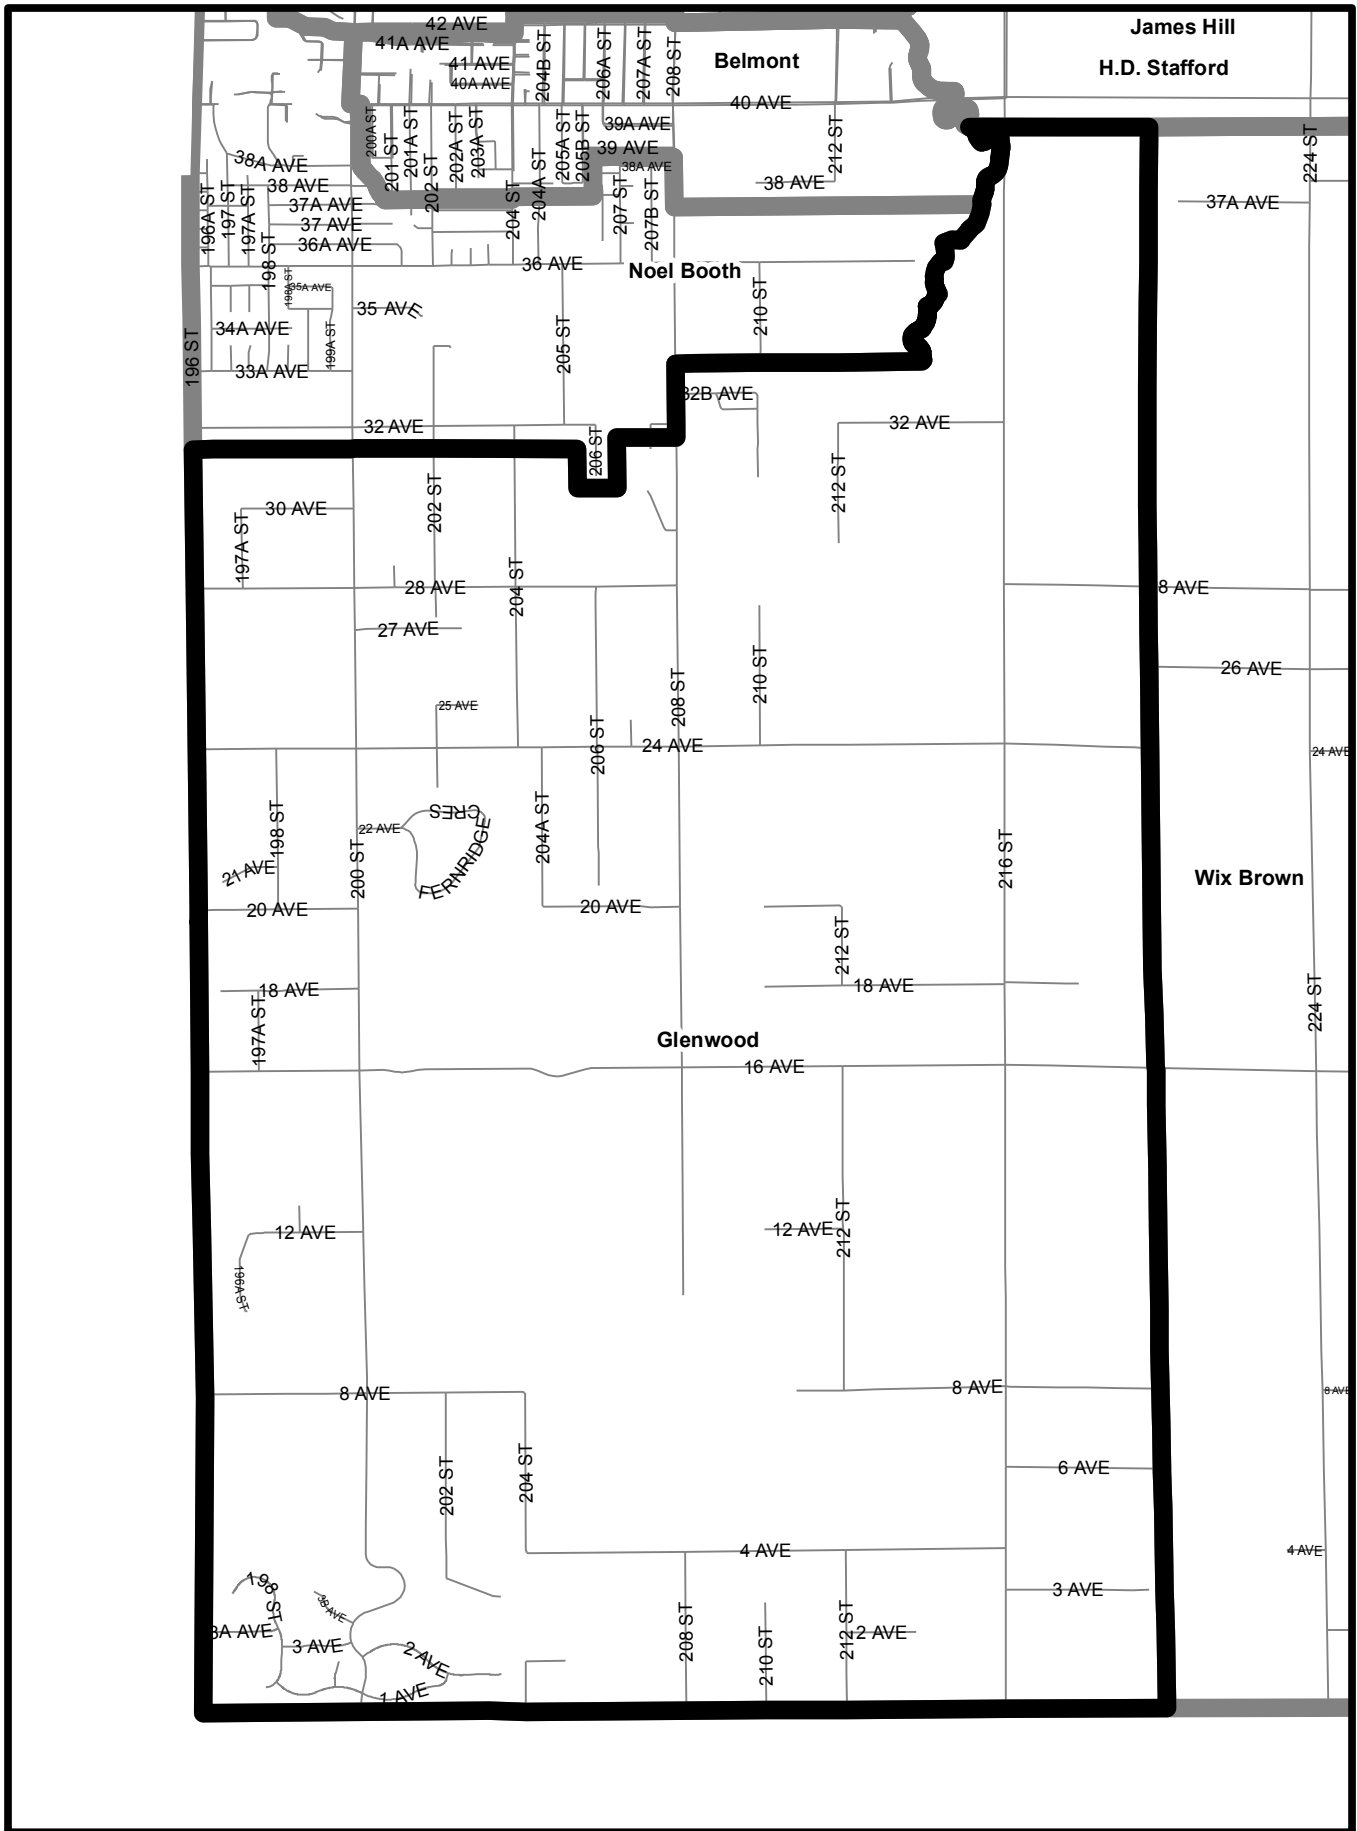 James Hill
H.D. Stafford
42 AVE
41A AVE
41 AVE
40A AVE
204B ST
206A ST
207A ST
208 ST
Belmont
40 AVE
200A ST
201 ST
201A ST
202 ST
202A ST
203A ST
204 ST
204A ST
205A ST
205B ST
39A AVE
39 AVE
38A AVE
207 ST
207B ST
212 ST
38 AVE
224 ST
37A AVE
38A AVE
38 AVE
37A AVE
37 AVE
36A AVE
196A ST
197 ST
197A ST
198 ST
36 AVE
Noel Booth
198A ST
35A AVE
35 AVE
34A AVE
199A ST
33A AVE
196 ST
205 ST
210 ST
32B AVE
32 AVE
32 AVE
206 ST
212 ST
202 ST
30 AVE
197A ST
28 AVE
204 ST
27 AVE
8 AVE
26 AVE
25 AVE
208 ST
210 ST
206 ST
24 AVE
24 AVE
198 ST
22 AVE
FERNRIDGE CRES
204A ST
200 ST
21 AVE
20 AVE
20 AVE
216 ST
Wix Brown
212 ST
18 AVE
18 AVE
197A ST
224 ST
Glenwood
16 AVE
12 AVE
196A ST
12 AVE
212 ST
8 AVE
8 AVE
8 AVE
202 ST
204 ST
6 AVE
4 AVE
4 AVE
198 ST
3B AVE
3 AVE
3A AVE
3 AVE
2 AVE
1 AVE
208 ST
210 ST
212 ST
2 AVE